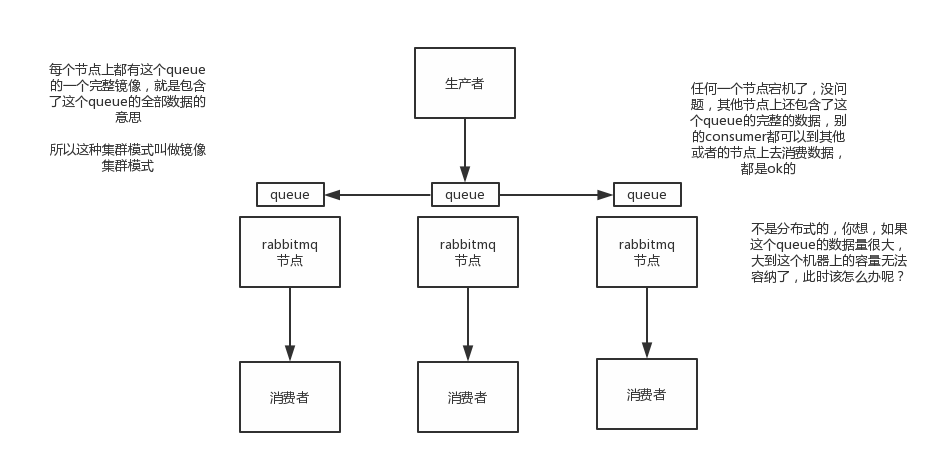 每个节点上都有这个queue
的一个完整镜像，就是包含
了这个queue的全部数据的
意思
所以这种集群模式叫做镜像
集群模式
生产者
任何一个节点宕机了，没问
题，其他节点上还包含了这
个queue的完整的数据，别
的consumer都可以到其他
或者的节点上去消费数据，
都是ok的
queue
queue
queue
rabbitmq
节点
rabbitmq
节点
rabbitmq
节点
不是分布式的，你想，如果
这个queue的数据量很大，
大到这个机器上的容量无法
容纳了，此时该怎么办呢？
消费者
消费者
消费者